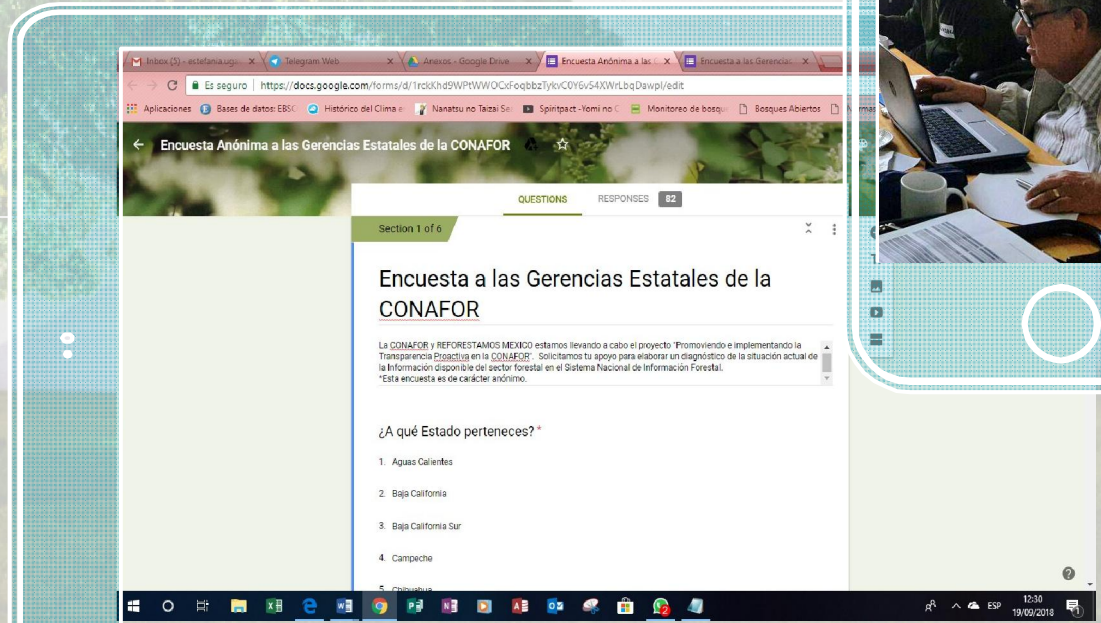 Inbox (5) - estefania.uga
Telegram Web
Anexos - Google Drive
Encuesta Anónima a las
Encuesta a las Gerencias
Es seguro
https://docs.google.com/forms/d/
/edit
Aplicaciones
Bases de datos: EBSC
Histórico del Clima e
Nanatsu no Taizai Se
Spiritpact -Yomi no C
Monitoreo de bosqu
Bosques Abiertos
Encuesta Anónima a las Gerencias Estatales de la CONAFOR
QUESTIONS
RESPONSES 82
Section 1 of 6
Encuesta a las Gerencias Estatales de la
CONAFOR
La CONAFOR y REFORESTAMOS MEXICO estamos llevando a cabo el proyecto "Promoviendo e implementando la
Transparencia Proactiva en la CONAFOR". Solicitamos tu apoyo para elaborar un diagnóstico de la situación actual de
la Información disponible del sector forestal en el Sistema Nacional de Información Forestal.
*Esta encuesta es de carácter anónimo.
¿A qué Estado perteneces? *
1. Aguas Calientes
2. Baja California
3. Baja California Sur
4. Campeche
5. Chihuahua
ESP
12:30
19/09/2018